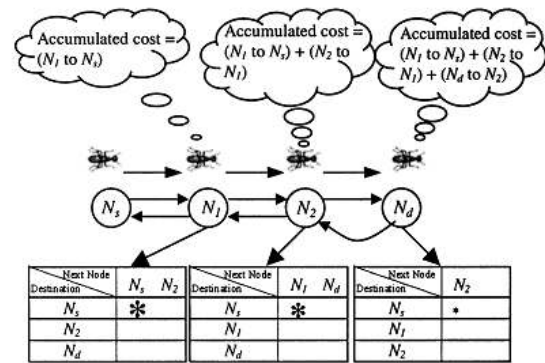 Accumulated cost =
(N1 to Ns)
Accumulated cost =
(N1 to Ns) + (N2 to
N1)
Accumulated cost =
(N1 to Ns) + (N2 to
N1) + (Nd to N2)
Ns N1 N2 Nd
Next Node
Destination
Ns N2
Ns *
N2
Nd
Next Node
Destination
N1 Nd
Ns *
N1
Nd
Next Node
Destination
N2
Ns *
N1
N2